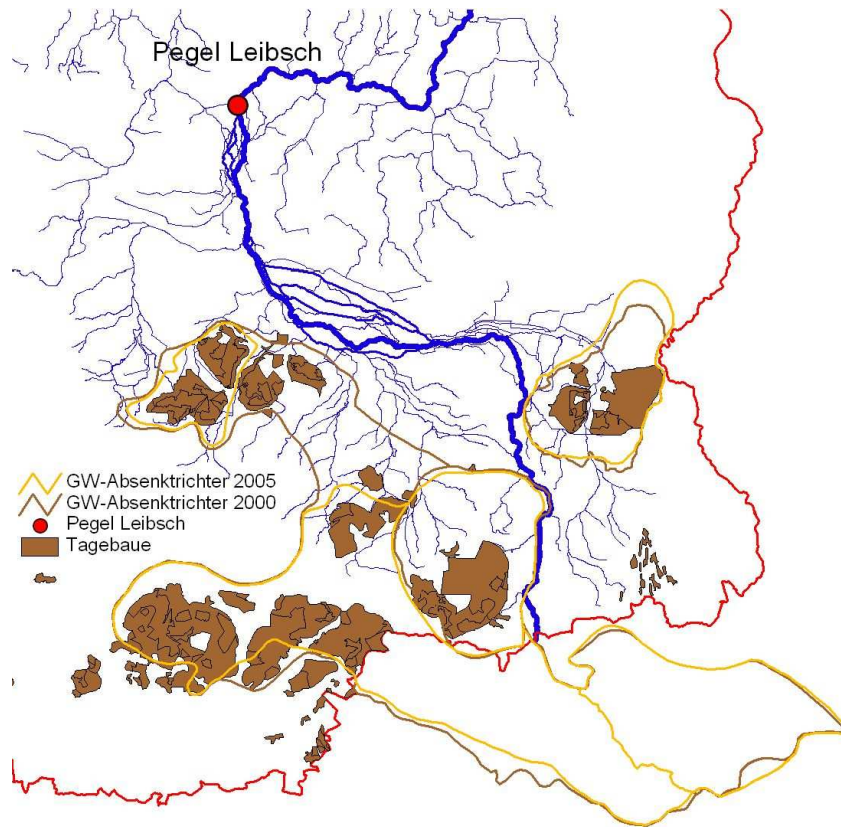 Pegel Leibsch
GW-Absenktrichter 2005
GW-Absenktrichter 2000
Pegel Leibsch
Tagebaue